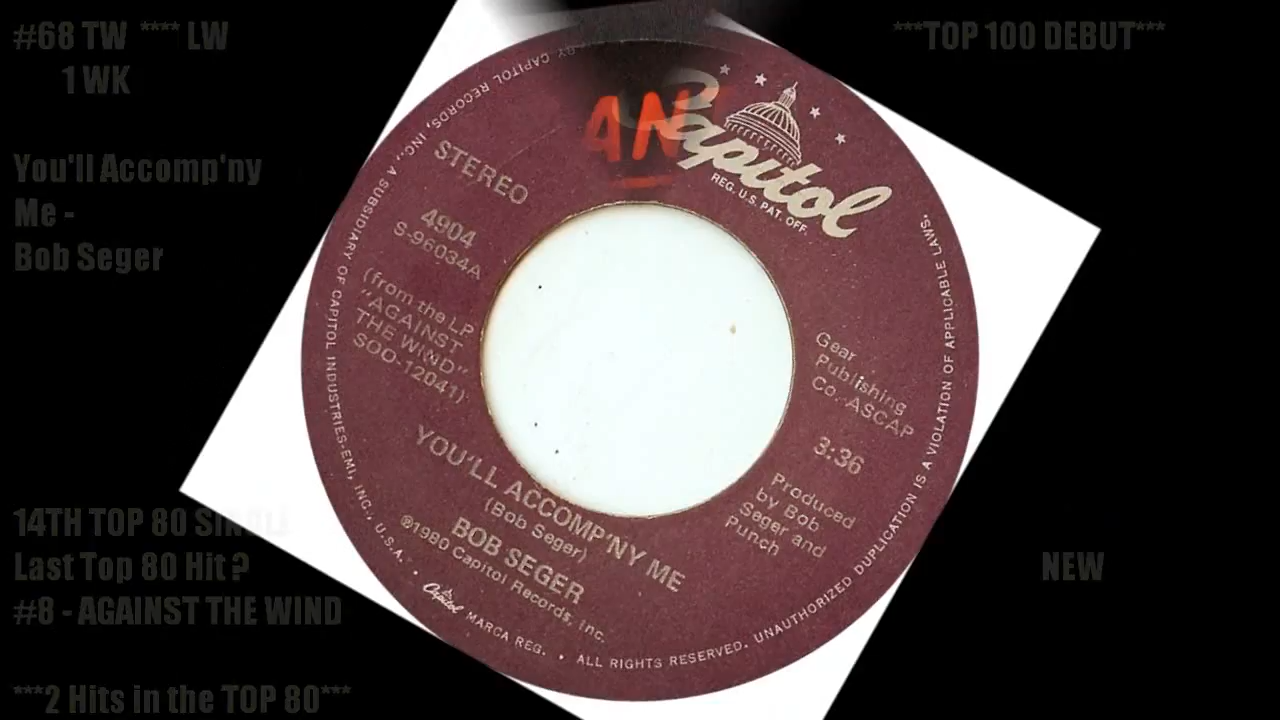 #68 TW **** LW
1 WK
***TOP 100 DEBUT***
You'll Accomp'ny
Me -
Bob Seger
14TH TOP 80 SINGLE
Last Top 80 Hit ?
#8 - AGAINST THE WIND
***2 Hits in the TOP 80***
NEW
AN
Capitol
REG. U.S. PAT. OFF.
STEREO
4904
S-96034A
(from the LP
"AGAINST
THE WIND"
SOO-12041)
Gear
Publishing
Co.-ASCAP
3:36
Produced
by Bob
Seger and
Punch
YOU'LL ACCOMP'NY ME
(Bob Seger)
BOB SEGER
℗1980 Capitol Records, Inc.
BY CAPITOL RECORDS, INC., A SUBSIDIARY OF CAPITOL INDUSTRIES-EMI, INC., U.S.A. • Capitol MARCA REG. • ALL RIGHTS RESERVED. UNAUTHORIZED DUPLICATION IS A VIOLATION OF APPLICABLE LAWS.